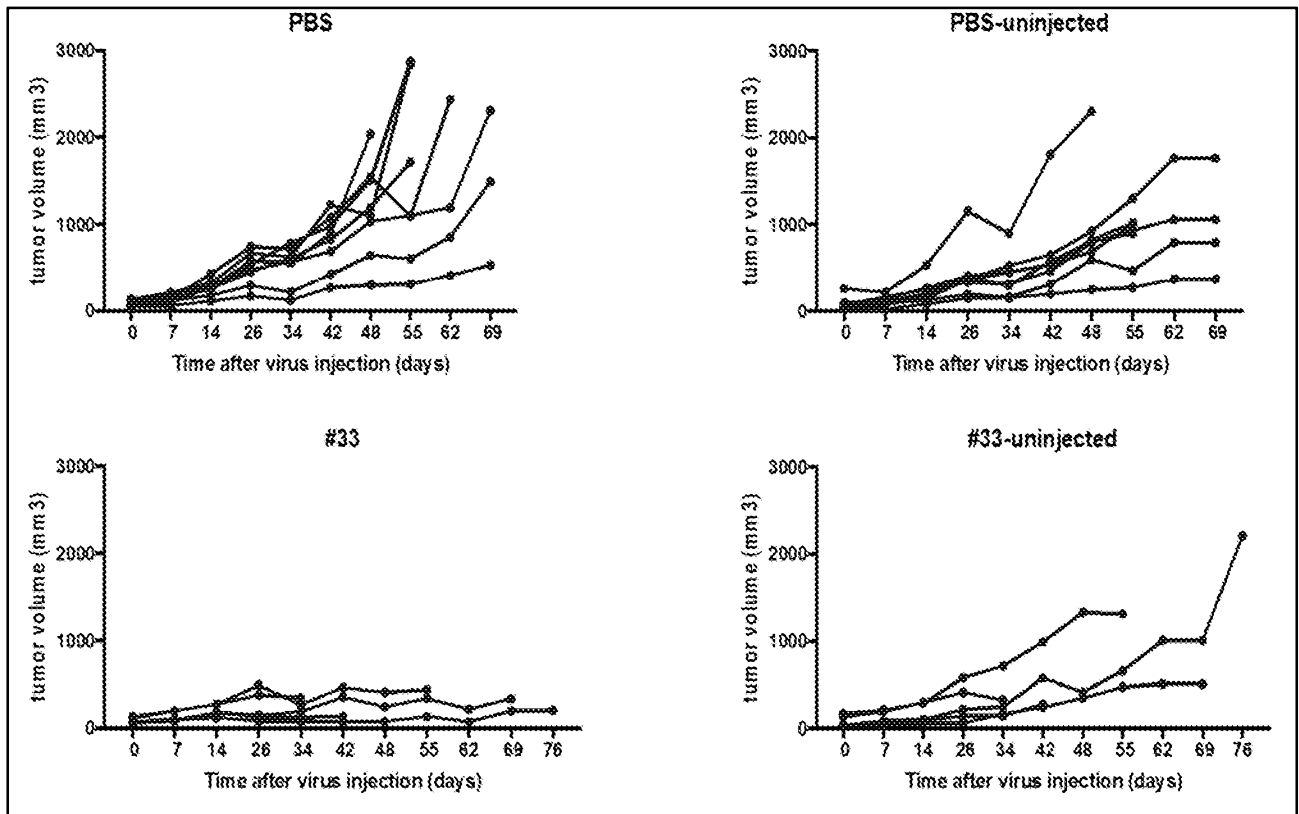 PBS
3000
2000
1000
0
tumor volume (mm3)
0 7 14 26 34 42 48 55 62 69
Time after virus injection (days)
PBS-uninjected
3000
2000
1000
0
tumor volume (mm3)
0 7 14 26 34 42 48 55 62 69
Time after virus injection (days)
#33
3000
2000
1000
0
tumor volume (mm3)
0 7 14 26 34 42 48 55 62 69 76
Time after virus injection (days)
#33-uninjected
3000
2000
1000
0
tumor volume (mm3)
0 7 14 26 34 42 48 55 62 69 76
Time after virus injection (days)